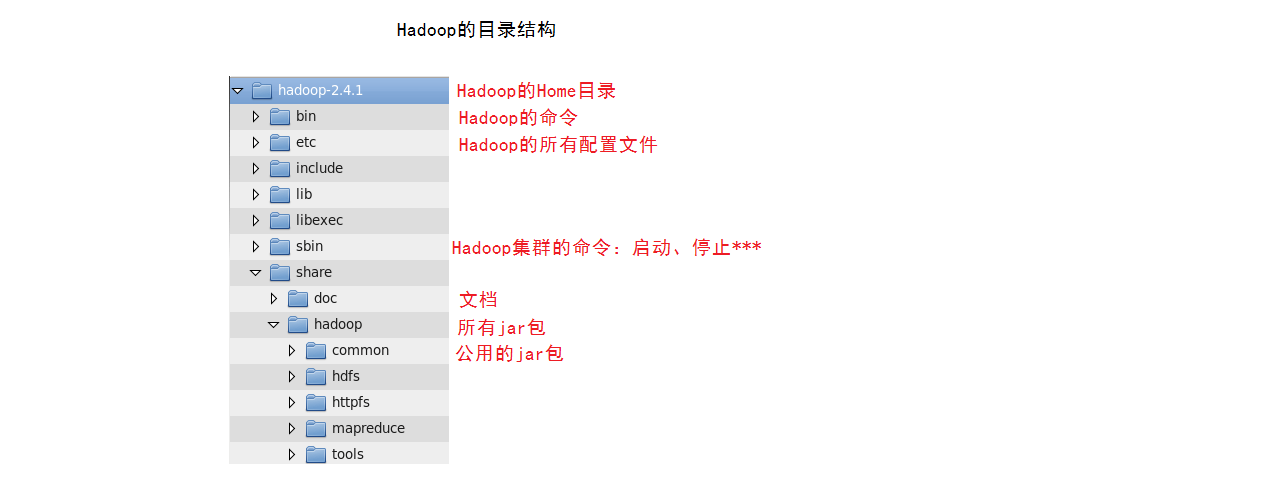 Hadoop的目录结构
hadoop-2.4.1 Hadoop的Home目录
bin Hadoop的命令
etc Hadoop的所有配置文件
include
lib
libexec
sbin Hadoop集群的命令：启动、停止***
share
doc 文档
hadoop 所有jar包
common 公用的jar包
hdfs
httpfs
mapreduce
tools